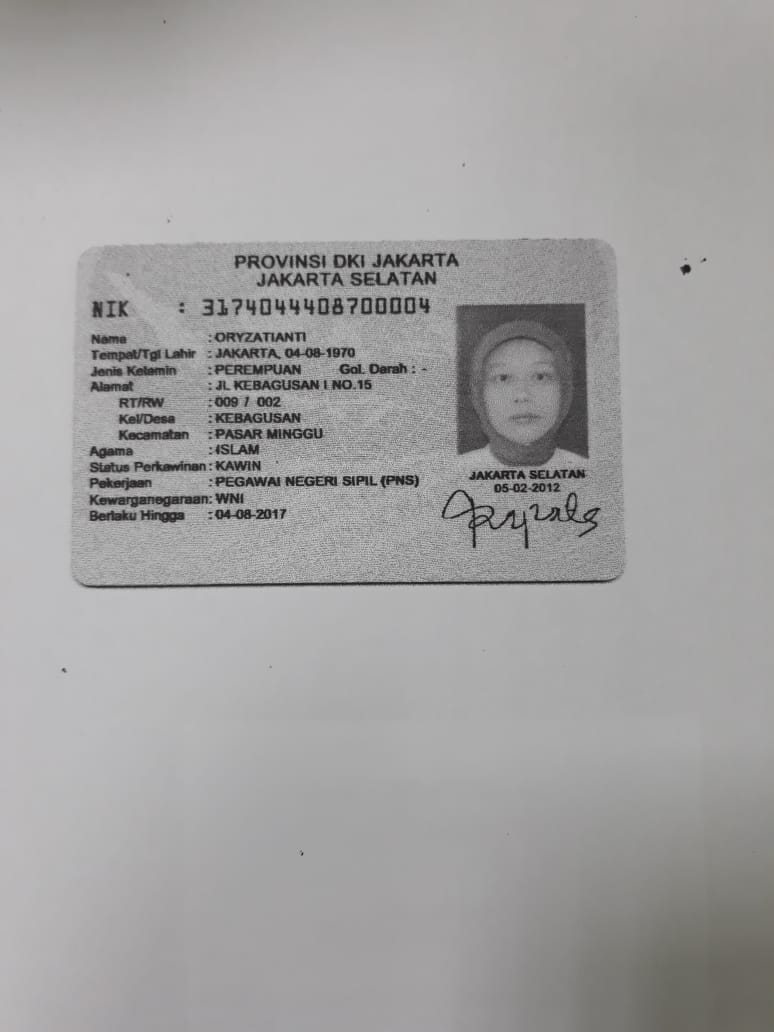 PROVINSI DKI JAKARTA
JAKARTA SELATAN
NIK : 3174044408700004
Nama : ORYZATIANTI
Tempat/Tgl Lahir : JAKARTA, 04-08-1970
Jenis Kelamin : PEREMPUAN Gol. Darah : -
Alamat : JL KEBAGUSAN I NO.15
RT/RW : 009 / 002
Kel/Desa : KEBAGUSAN
Kecamatan : PASAR MINGGU
Agama : ISLAM
Status Perkawinan : KAWIN
Pekerjaan : PEGAWAI NEGERI SIPIL (PNS)
Kewarganegaraan: WNI
Berlaku Hingga : 04-08-2017
JAKARTA SELATAN
05-02-2012